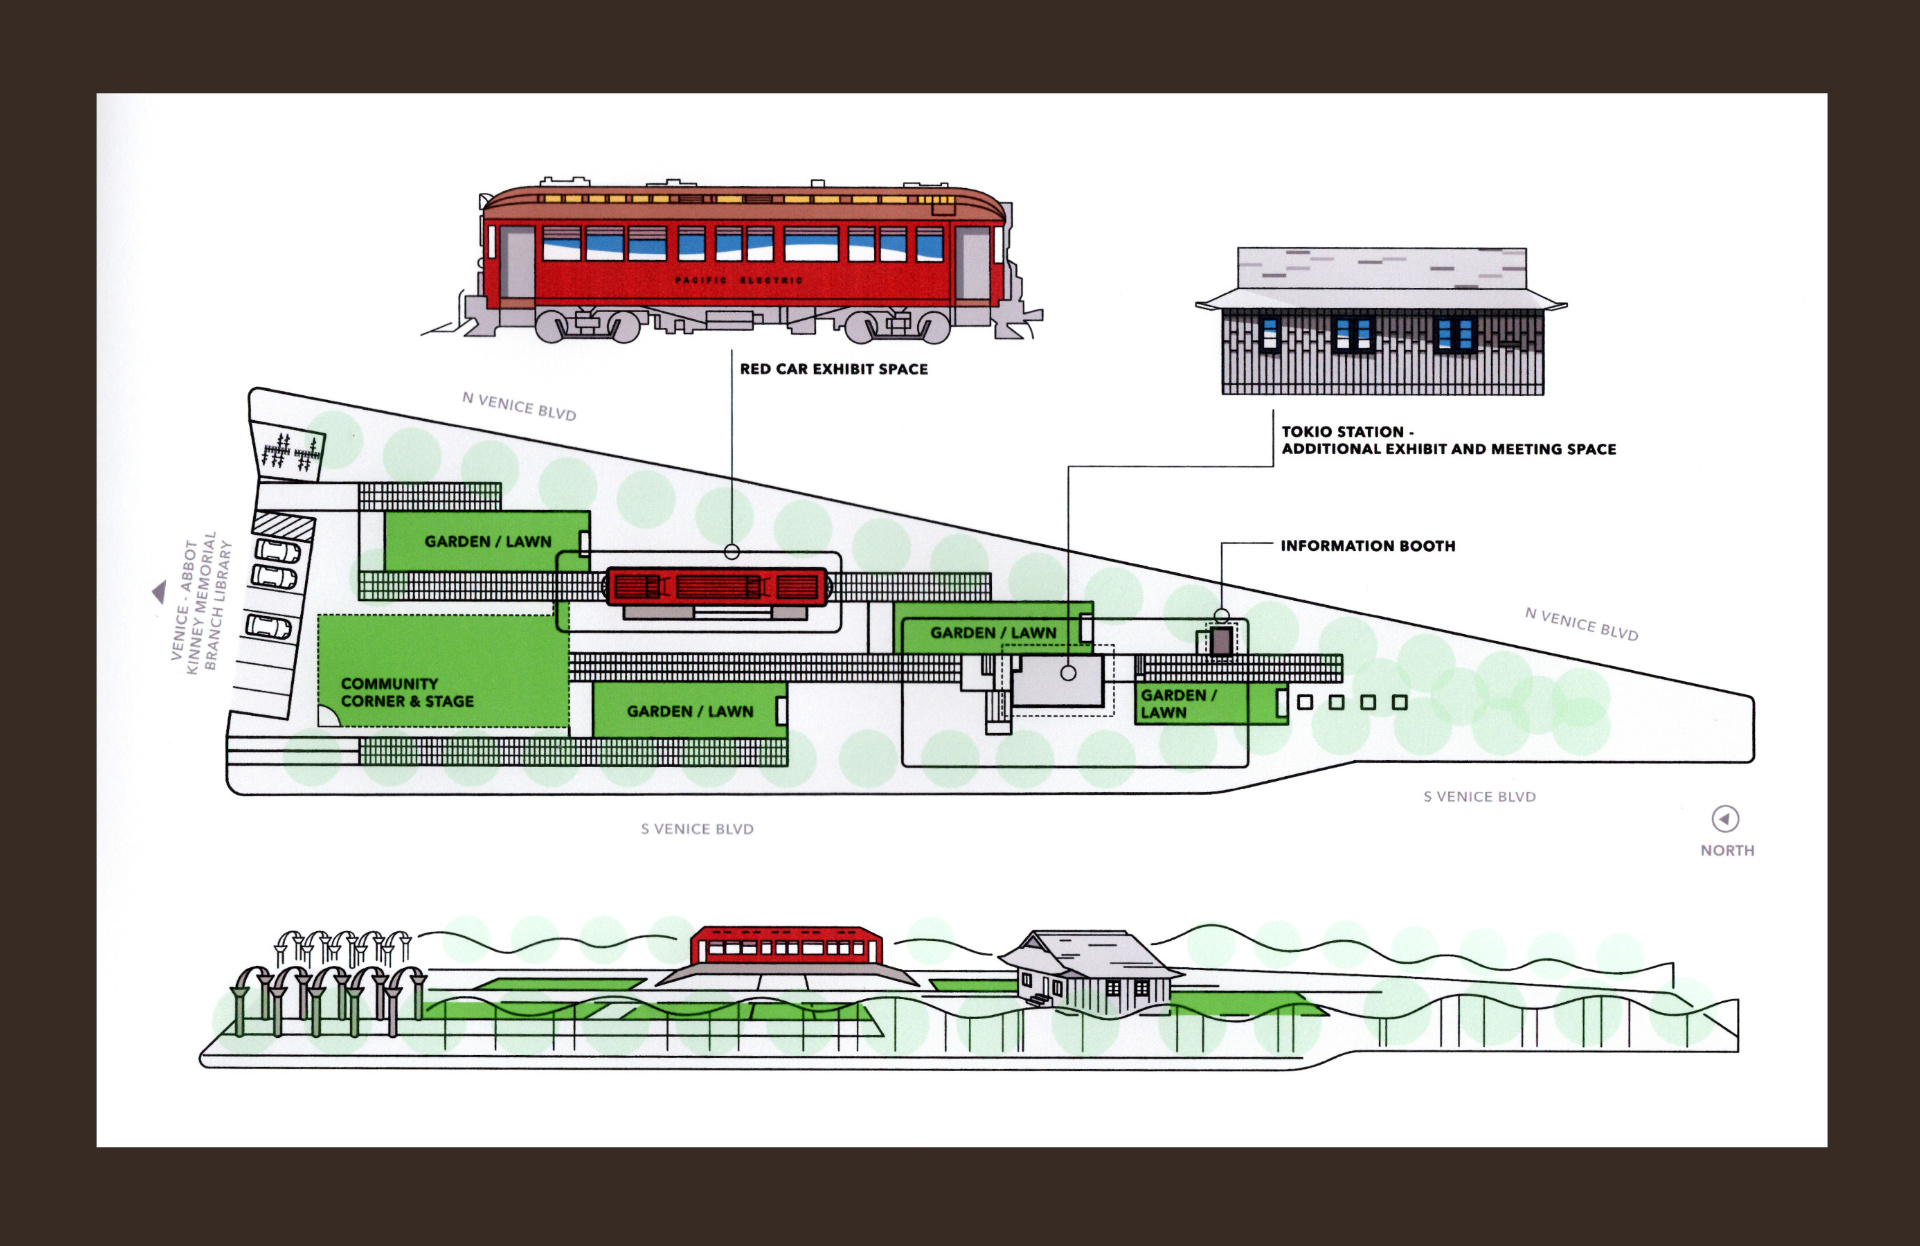 PACIFIC ELECTRIC
RED CAR EXHIBIT SPACE
N VENICE BLVD
TOKIO STATION -
ADDITIONAL EXHIBIT AND MEETING SPACE
GARDEN / LAWN
INFORMATION BOOTH
VENICE - ABBOT
KINNEY MEMORIAL
BRANCH LIBRARY
GARDEN / LAWN
N VENICE BLVD
COMMUNITY
CORNER & STAGE
GARDEN / LAWN
GARDEN /
LAWN
S VENICE BLVD
S VENICE BLVD
NORTH